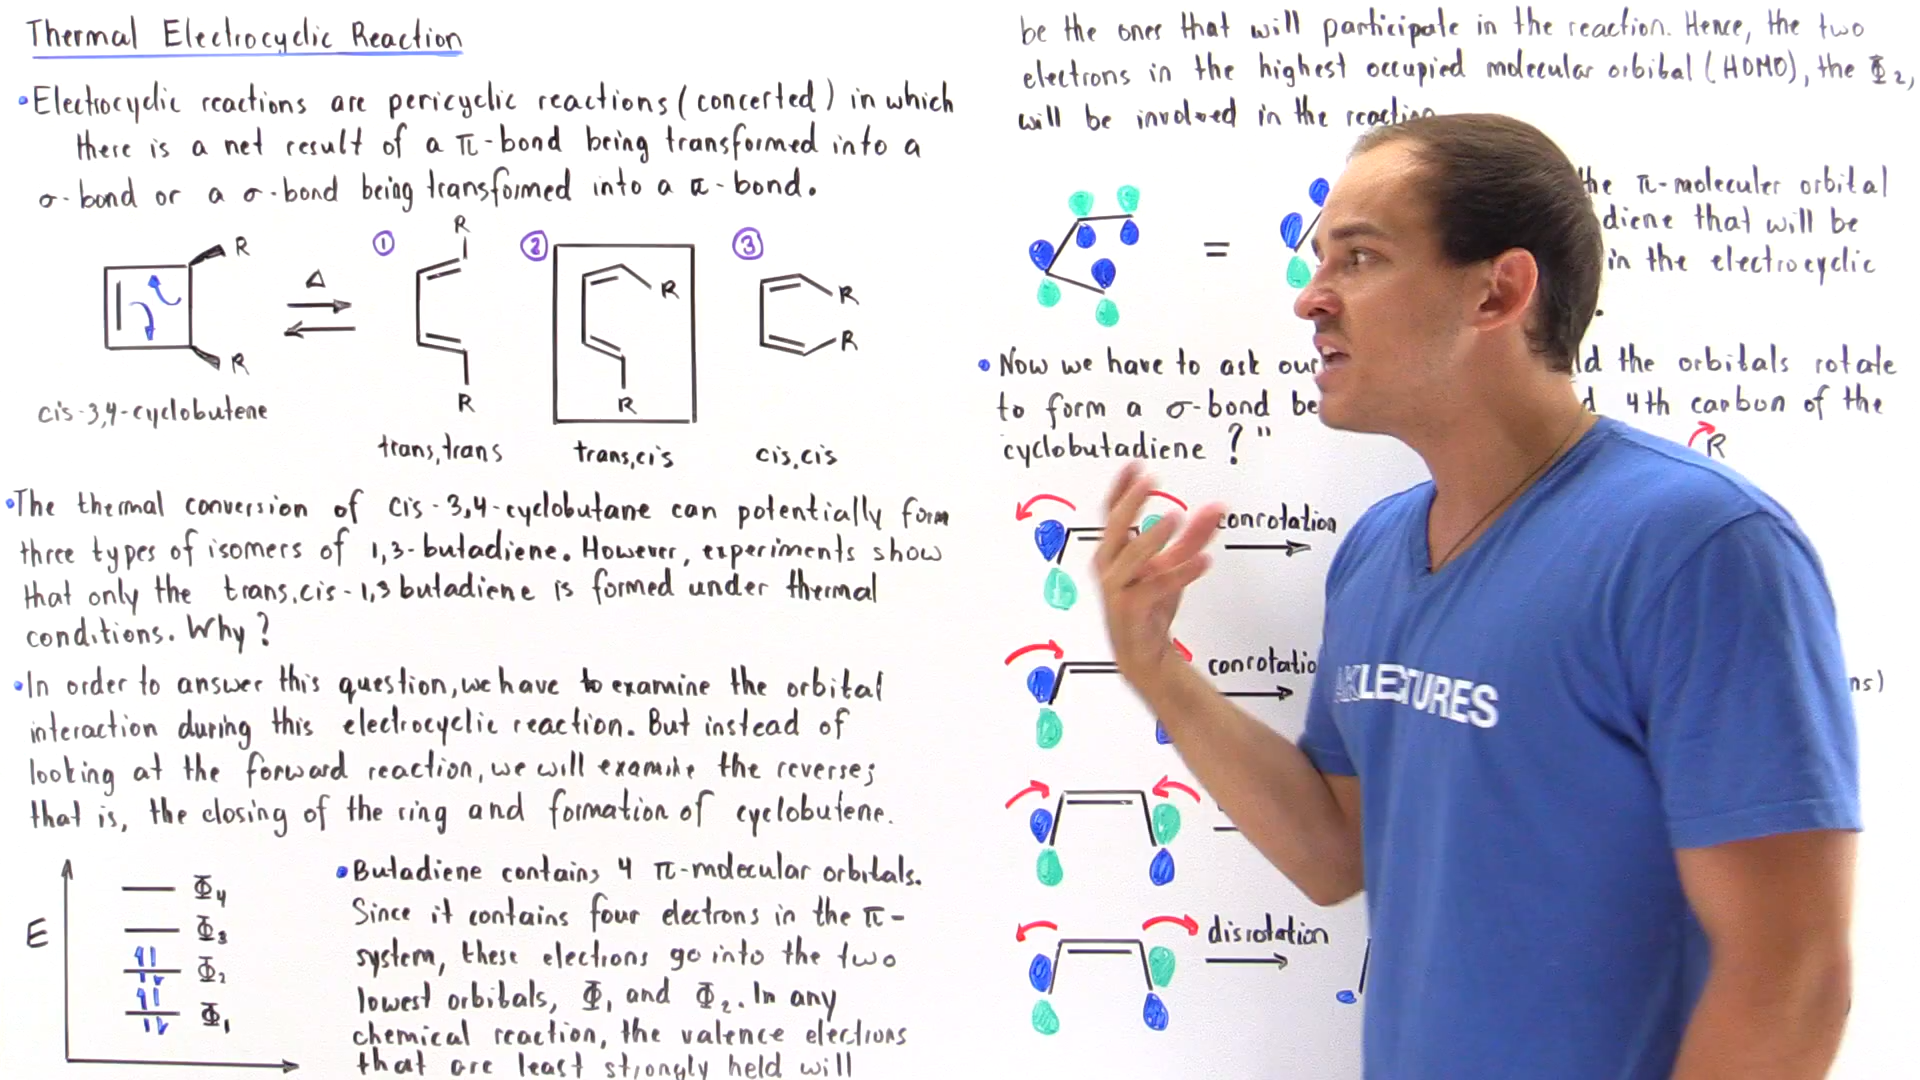 Thermal Electrocyclic Reaction
•Electrocyclic reactions are pericyclic reactions (concerted) in which
there is a net result of a π-bond being transformed into a
σ-bond or a σ-bond being transformed into a π-bond.
R
R
cis-3,4-cyclobutene
Δ
①
R
R
trans,trans
②
R
R
trans,cis
③
R
R
cis,cis
•The thermal conversion of cis-3,4-cyclobutane can potentially form
three types of isomers of 1,3-butadiene. However, experiments show
that only the trans,cis-1,3 butadiene is formed under thermal
conditions. Why?
•In order to answer this question, we have to examine the orbital
interaction during this electrocyclic reaction. But instead of
looking at the forward reaction, we will examine the reverse;
that is, the closing of the ring and formation of cyclobutene.
E
Φ4
Φ3
Φ2
Φ1
•Butadiene contains 4 π-molecular orbitals.
Since it contains four electrons in the π-
system, these elections go into the two
lowest orbitals, Φ1 and Φ2. In any
chemical reaction, the valence elections
that are least strongly held will
be the ones that will participate in the reaction. Hence, the two
electrons in the highest occupied molecular orbibal (HOMO), the Φ2,
will be involved in the reaction
=
the π-moleculer orbital
diene that will be
in the electrocyclic
•Now we have to ask our
the orbitals rotate
to form a σ-bond
4th carbon of the
cyclobutadiene?"
R
conrotation
conrotatio
ns)
disrotation
AKLECTURES